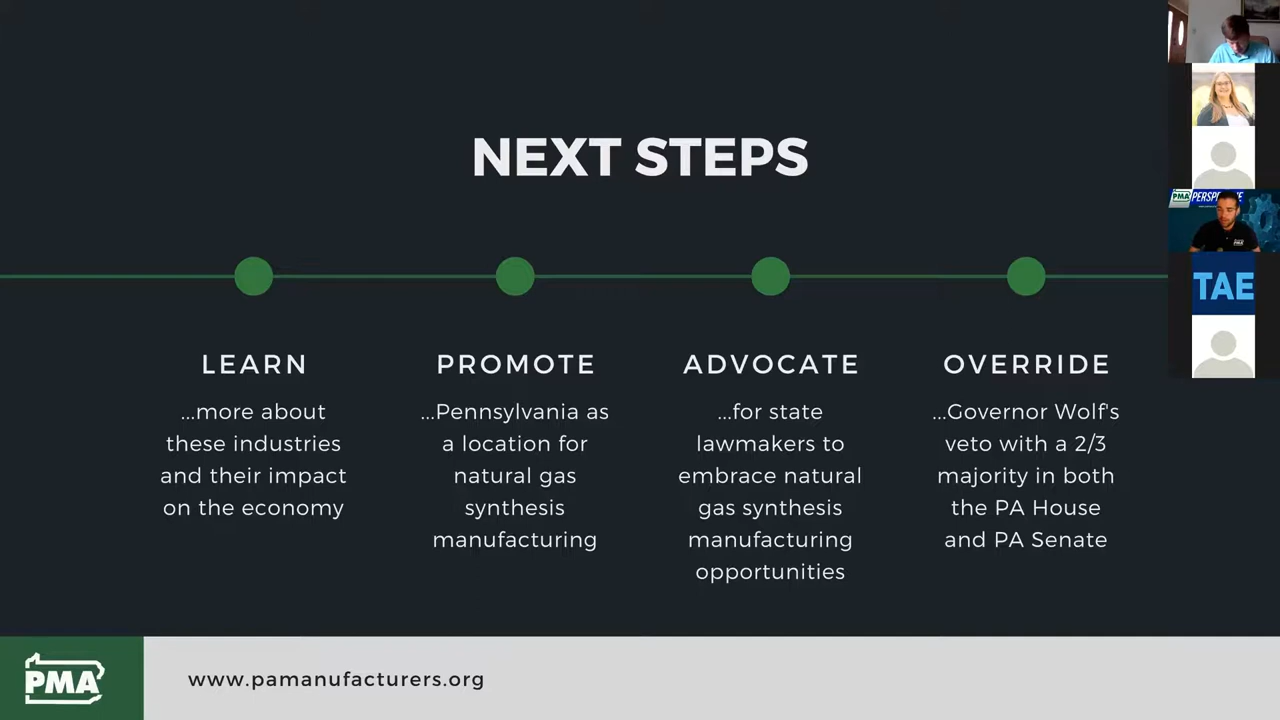 NEXT STEPS
LEARN
...more about
these industries
and their impact
on the economy
PROMOTE
...Pennsylvania as
a location for
natural gas
synthesis
manufacturing
ADVOCATE
...for state
lawmakers to
embrace natural
gas synthesis
manufacturing
opportunities
OVERRIDE
...Governor Wolf's
veto with a 2/3
majority in both
the PA House
and PA Senate
PMA
www.pamanufacturers.org
PMA
PMA
TAE